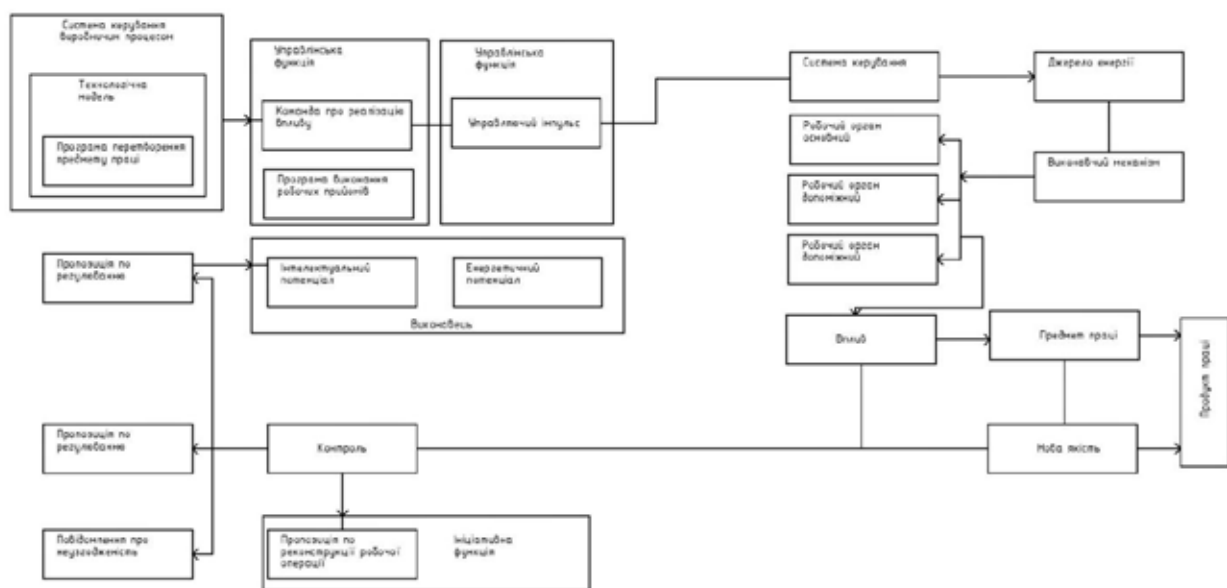 Система керування
виробничим процесом
Технологічна
модель
Програма перетворення
предмету праці
Управлінська
функція
Команда про реалізацію
впливу
Програма виконання
робочих прийомів
Управлінська
функція
Управляючий імпульс
Система керування
Джерело енергії
Робочий орган
основний
Виконавчий механізм
Робочий орган
допоміжний
Робочий орган
допоміжний
Пропозиція по
регулюванню
Інтелектуальний
потенціал
Енергетичний
потенціал
Виконавець
Вплив
Предмет праці
Продукт праці
Пропозиція по
регулюванню
Контроль
Нова якість
Повідомлення про
неузгодженість
Пропозиція по
реконструкції робочої
операції
Ініціативна
функція